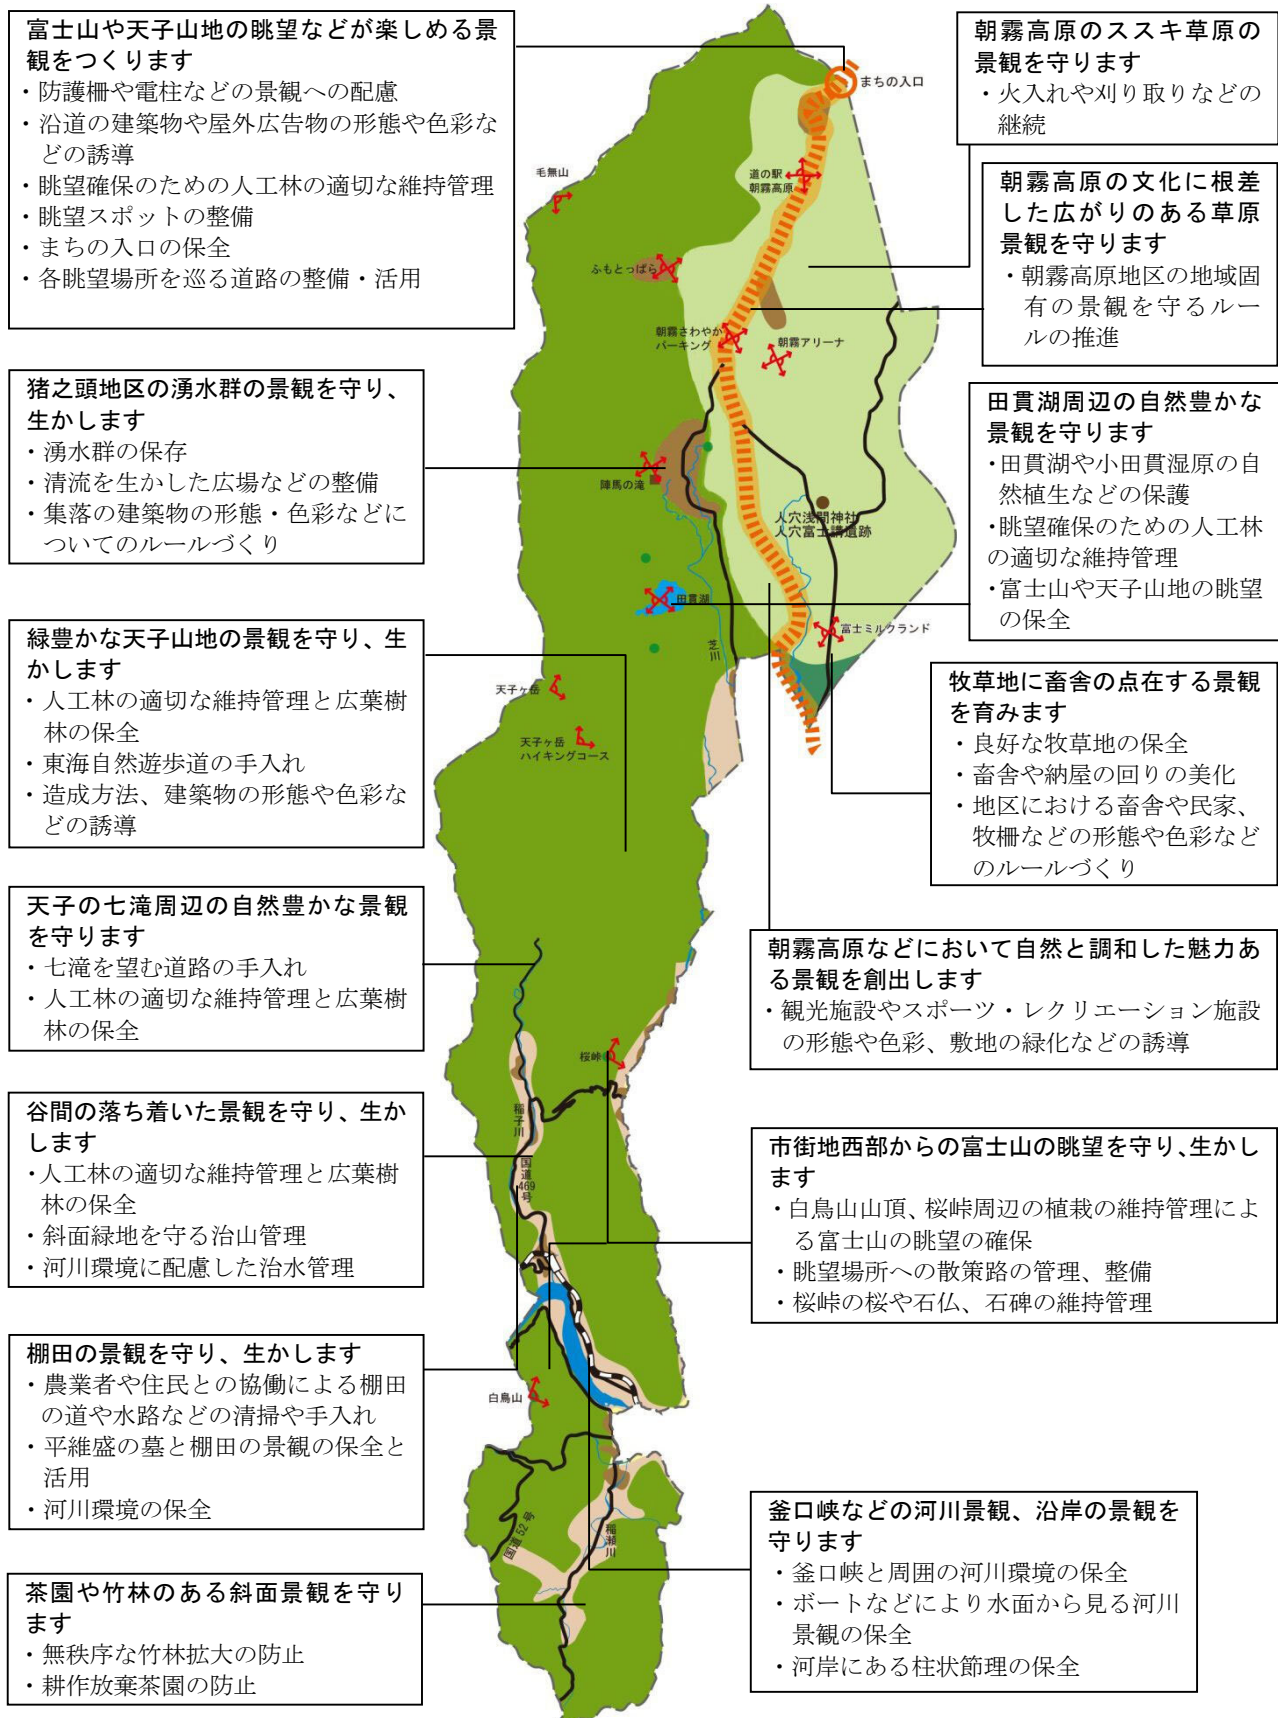 富士山や天子山地の眺望などが楽しめる景
観をつくります
・防護柵や電柱などの景観への配慮
・沿道の建築物や屋外広告物の形態や色彩な
どの誘導
・眺望確保のための人工林の適切な維持管理
・眺望スポットの整備
・まちの入口の保全
・各眺望場所を巡る道路の整備・活用
猪之頭地区の湧水群の景観を守り、
生かします
・湧水群の保存
・清流を生かした広場などの整備
・集落の建築物の形態・色彩などに
ついてのルールづくり
緑豊かな天子山地の景観を守り、生
かします
・人工林の適切な維持管理と広葉樹
林の保全
・東海自然遊歩道の手入れ
・造成方法、建築物の形態や色彩な
どの誘導
天子の七滝周辺の自然豊かな景観
を守ります
・七滝を望む道路の手入れ
・人工林の適切な維持管理と広葉樹
林の保全
谷間の落ち着いた景観を守り、生か
します
・人工林の適切な維持管理と広葉樹
林の保全
・斜面緑地を守る治山管理
・河川環境に配慮した治水管理
棚田の景観を守り、生かします
・農業者や住民との協働による棚田
の道や水路などの清掃や手入れ
・平維盛の墓と棚田の景観の保全と
活用
・河川環境の保全
茶園や竹林のある斜面景観を守り
ます
・無秩序な竹林拡大の防止
・耕作放棄茶園の防止
まちの入口
道の駅
朝霧高原
毛無山
ふもとっぱら
朝霧さわやか
パーキング
朝霧アリーナ
陣馬の滝
人穴浅間神社
人穴富士講遺跡
田貫湖
富士ミルクランド
芝川
天子ヶ岳
天子ヶ岳
ハイキングコース
桜峠
稲子川
国道469号
白鳥山
国道52号
稲瀬川
朝霧高原のススキ草原の
景観を守ります
・火入れや刈り取りなどの
継続
朝霧高原の文化に根差
した広がりのある草原
景観を守ります
・朝霧高原地区の地域固
有の景観を守るルー
ルの推進
田貫湖周辺の自然豊かな
景観を守ります
・田貫湖や小田貫湿原の自
然植生などの保護
・眺望確保のための人工林
の適切な維持管理
・富士山や天子山地の眺望
の保全
牧草地に畜舎の点在する景観
を育みます
・良好な牧草地の保全
・畜舎や納屋の回りの美化
・地区における畜舎や民家、
牧柵などの形態や色彩など
のルールづくり
朝霧高原などにおいて自然と調和した魅力あ
る景観を創出します
・観光施設やスポーツ・レクリエーション施設
の形態や色彩、敷地の緑化などの誘導
市街地西部からの富士山の眺望を守り、生かし
ます
・白鳥山山頂、桜峠周辺の植栽の維持管理によ
る富士山の眺望の確保
・眺望場所への散策路の管理、整備
・桜峠の桜や石仏、石碑の維持管理
釜口峡などの河川景観、沿岸の景観を
守ります
・釜口峡と周囲の河川環境の保全
・ボートなどにより水面から見る河川
景観の保全
・河岸にある柱状節理の保全